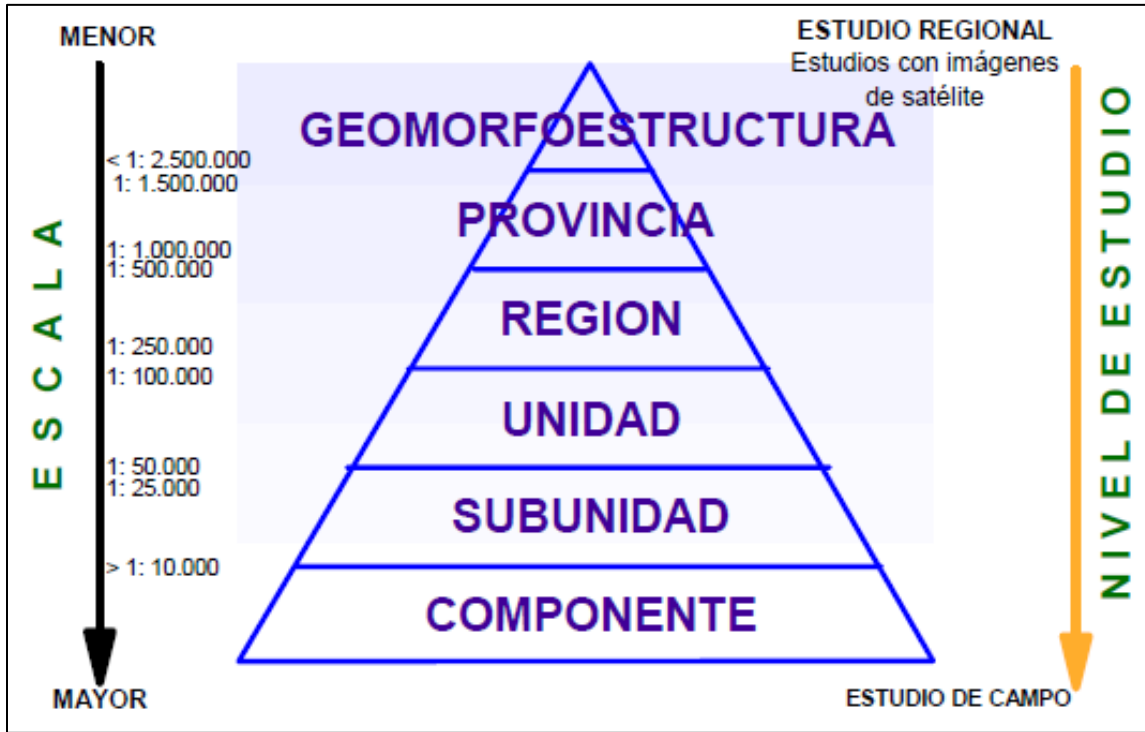 MENOR
ESTUDIO REGIONAL
Estudios con imágenes
de satélite
GEOMORFOESTRUCTURA
< 1: 2.500.000
1: 1.500.000
PROVINCIA
1: 1.000.000
1: 500.000
REGION
1: 250.000
1: 100.000
UNIDAD
1: 50.000
1: 25.000
SUBUNIDAD
> 1: 10.000
COMPONENTE
MAYOR
ESTUDIO DE CAMPO
ESCALA
NIVEL DE ESTUDIO